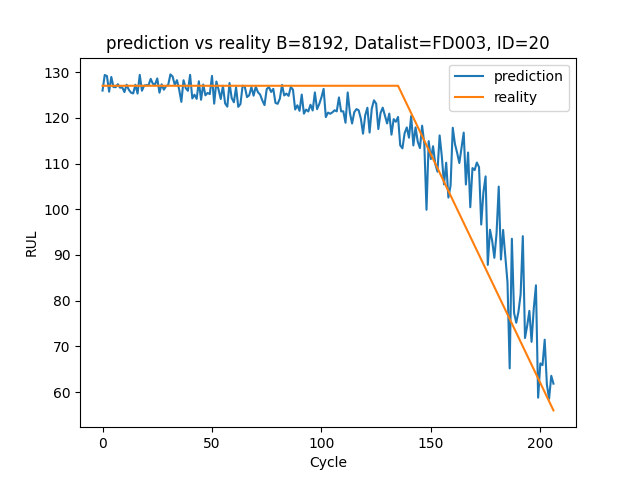 prediction vs reality B=8192, Datalist=FD003, ID=20
prediction
reality
RUL
130
120
110
100
90
80
70
60
0 50 100 150 200
Cycle